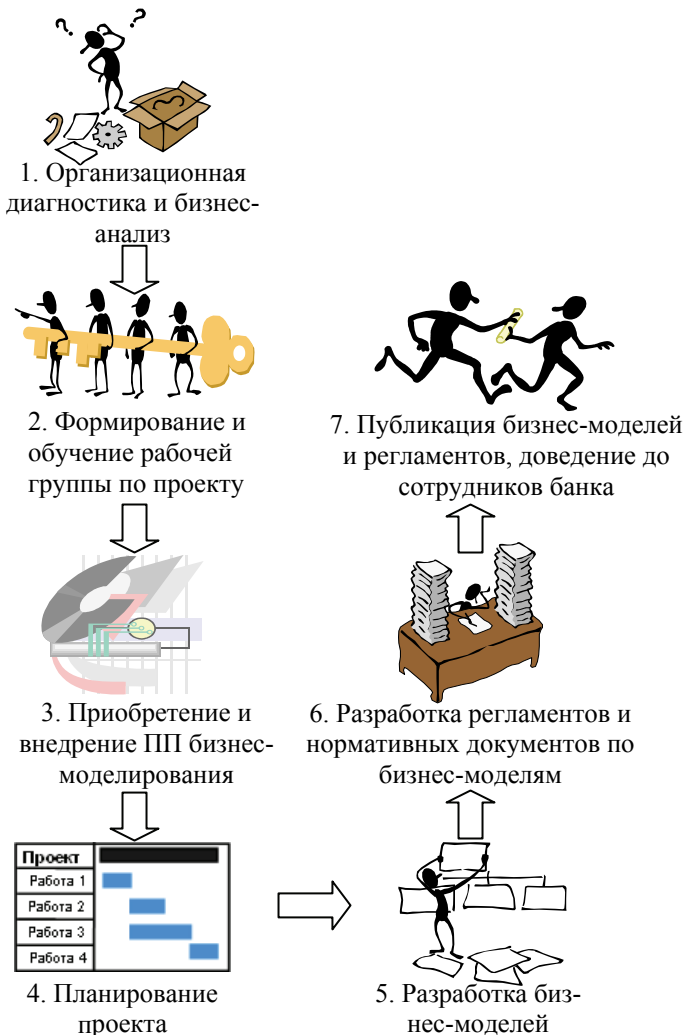 ? ?
1. Организационная
диагностика и бизнес-
анализ
2. Формирование и
обучение рабочей
группы по проекту
3. Приобретение и
внедрение ПП бизнес-
моделирования
Проект
Работа 1
Работа 2
Работа 3
Работа 4
4. Планирование
проекта
5. Разработка биз-
нес-моделей
6. Разработка регламентов и
нормативных документов по
бизнес-моделям
7. Публикация бизнес-моделей
и регламентов, доведение до
сотрудников банка